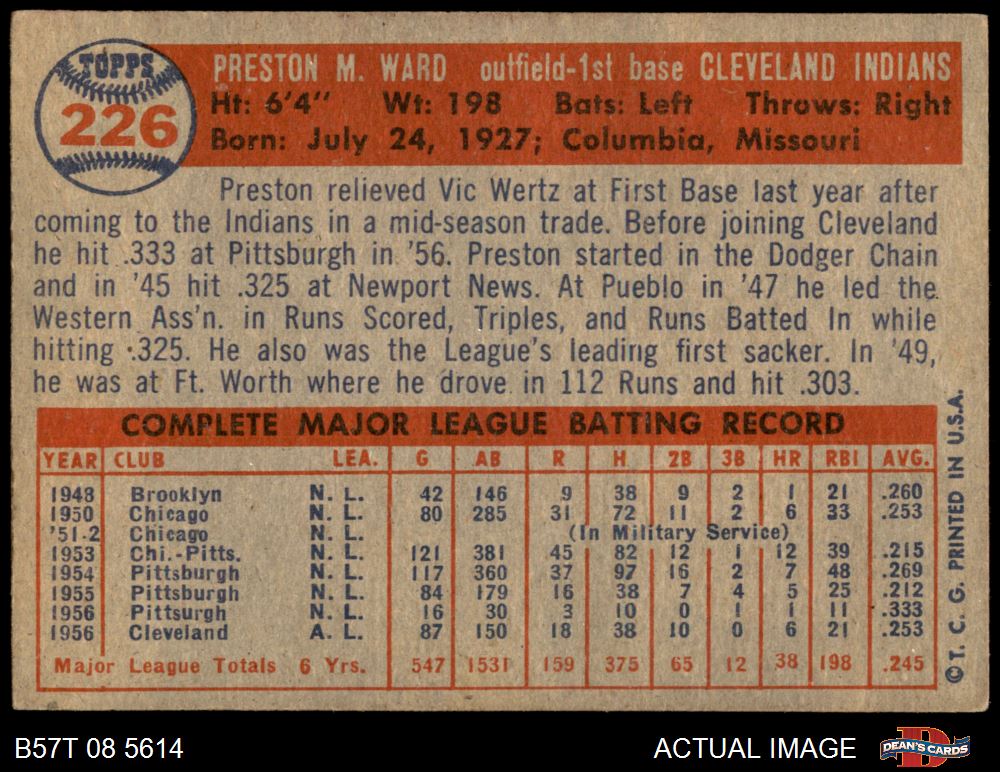 TOPPS
226
PRESTON M. WARD outfield-1st base CLEVELAND INDIANS
Ht: 6'4" Wt: 198 Bats: Left Throws: Right
Born: July 24, 1927; Columbia, Missouri
Preston relieved Vic Wertz at First Base last year after
coming to the Indians in a mid-season trade. Before joining Cleveland
he hit .333 at Pittsburgh in '56. Preston started in the Dodger Chain
and in '45 hit .325 at Newport News. At Pueblo in '47 he led the
Western Ass'n. in Runs Scored, Triples, and Runs Batted In while
hitting .325. He also was the League's leading first sacker. In '49,
he was at Ft. Worth where he drove in 112 Runs and hit .303.
COMPLETE MAJOR LEAGUE BATTING RECORD
YEAR CLUB LEA. G AB R H 2B 3B HR RBI AVG.
1948 Brooklyn N. L. 42 146 9 38 9 2 1 21 .260
1950 Chicago N. L. 80 285 31 72 11 2 6 33 .253
'51-2 Chicago N. L. (In Military Service)
1953 Chi.-Pitts. N. L. 121 381 45 82 12 1 12 39 .215
1954 Pittsburgh N. L. 117 360 37 97 16 2 7 48 .269
1955 Pittsburgh N. L. 84 179 16 38 7 4 5 25 .212
1956 Pittsurgh N. L. 16 30 3 10 0 1 1 11 .333
1956 Cleveland A. L. 87 150 18 38 10 0 6 21 .253
Major League Totals 6 Yrs. 547 1531 159 375 65 12 38 198 .245
© T. C. G. PRINTED IN U.S.A.
B57T 08 5614 ACTUAL IMAGE
DEAN'S CARDS